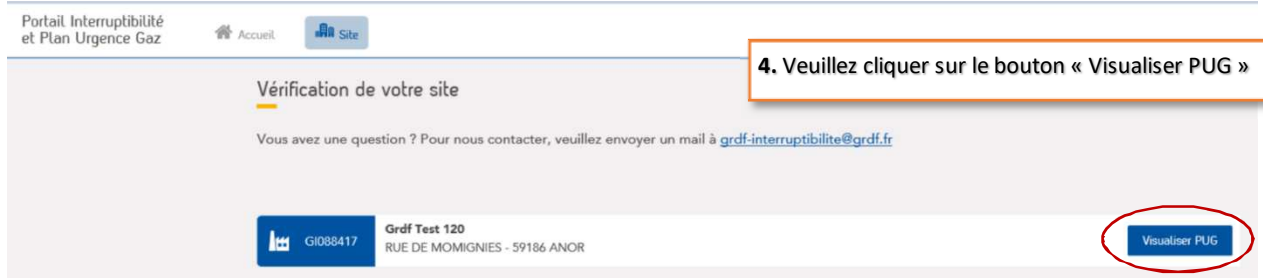 Portail Interruptibilité
et Plan Urgence Gaz
Accueil
Site
4. Veuillez cliquer sur le bouton « Visualiser PUG »
Vérification de votre site
Vous avez une question ? Pour nous contacter, veuillez envoyer un mail à grdf-interruptibilite@grdf.fr
GI088417
Grdf Test 120
RUE DE MOMIGNIES - 59186 ANOR
Visualiser PUG